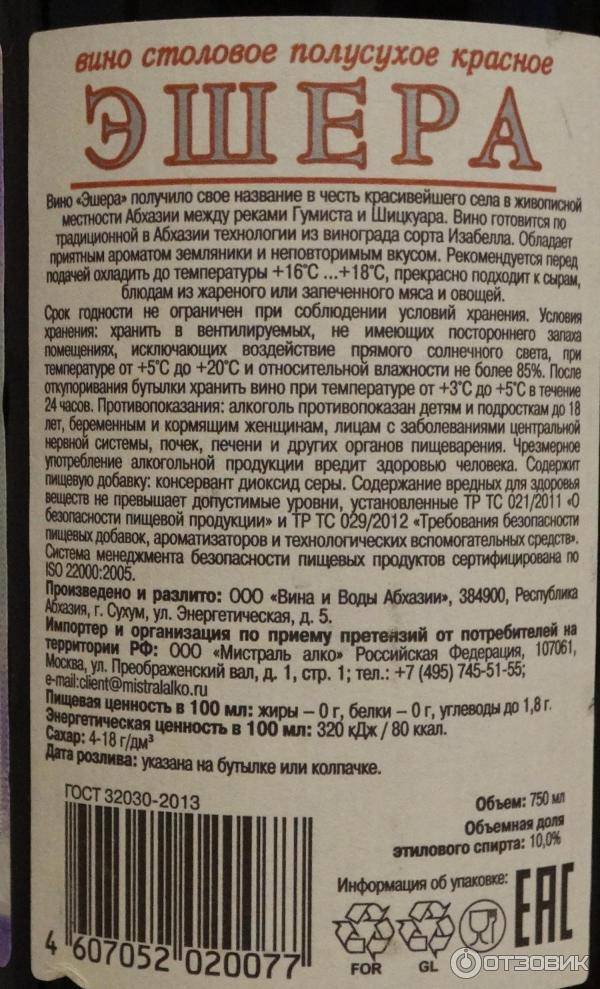 вино столовое полусухое красное
ЭШЕРА
Вино «Эшера» получило свое название в честь красивейшего села в живописной
местности Абхазии между реками Гумиста и Шицкуара. Вино готовится по
традиционной в Абхазии технологии из винограда сорта Изабелла. Обладает
приятным ароматом земляники и неповторимым вкусом. Рекомендуется перед
подачей охладить до температуры +16°С ...+18°С, прекрасно подходит к сырам,
блюдам из жареного или запеченного мяса и овощей.
Срок годности не ограничен при соблюдении условий хранения. Условия
хранения: хранить в вентилируемых, не имеющих постороннего запаха
помещениях, исключающих воздействие прямого солнечного света, при
температуре от +5°С до +20°С и относительной влажности не более 85%. После
откупоривания бутылки хранить вино при температуре от +3°С до +5°С в течение
24 часов. Противопоказания: алкоголь противопоказан детям и подросткам до 18
лет, беременным и кормящим женщинам, лицам с заболеваниями центральной
нервной системы, почек, печени и других органов пищеварения. Чрезмерное
употребление алкогольной продукции вредит здоровью человека. Содержит
пищевую добавку: консервант диоксид серы. Содержание вредных для здоровья
веществ не превышает допустимые уровни, установленные ТР ТС 021/2011 «О
безопасности пищевой продукции» и ТР ТС 029/2012 «Требования безопасности
пищевых добавок, ароматизаторов и технологических вспомогательных средств».
Система менеджмента безопасности пищевых продуктов сертифицирована по
ISO 22000:2005.
Произведено и разлито: ООО «Вина и Воды Абхазии», 384900, Республика
Абхазия, г. Сухум, ул. Энергетическая, д. 5.
Импортер и организация по приему претензий от потребителей на
территории РФ: ООО «Мистраль алко» Российская Федерация, 107061,
Москва, ул. Преображенский вал, д. 1, стр. 1; тел.: +7 (495) 745-51-55;
e-mail:client@mistralalko.ru
Пищевая ценность в 100 мл: жиры – 0 г, белки – 0 г, углеводы до 1,8 г.
Энергетическая ценность в 100 мл: 320 кДж / 80 ккал.
Сахар: 4-18 г/дм³
Дата розлива: указана на бутылке или колпачке.
ГОСТ 32030-2013
Объем: 750 мл
Объемная доля
этилового спирта: 10,0%
Информация об упаковке:
EAC
FOR GL
4 607052 020077
ОТЗОВИК